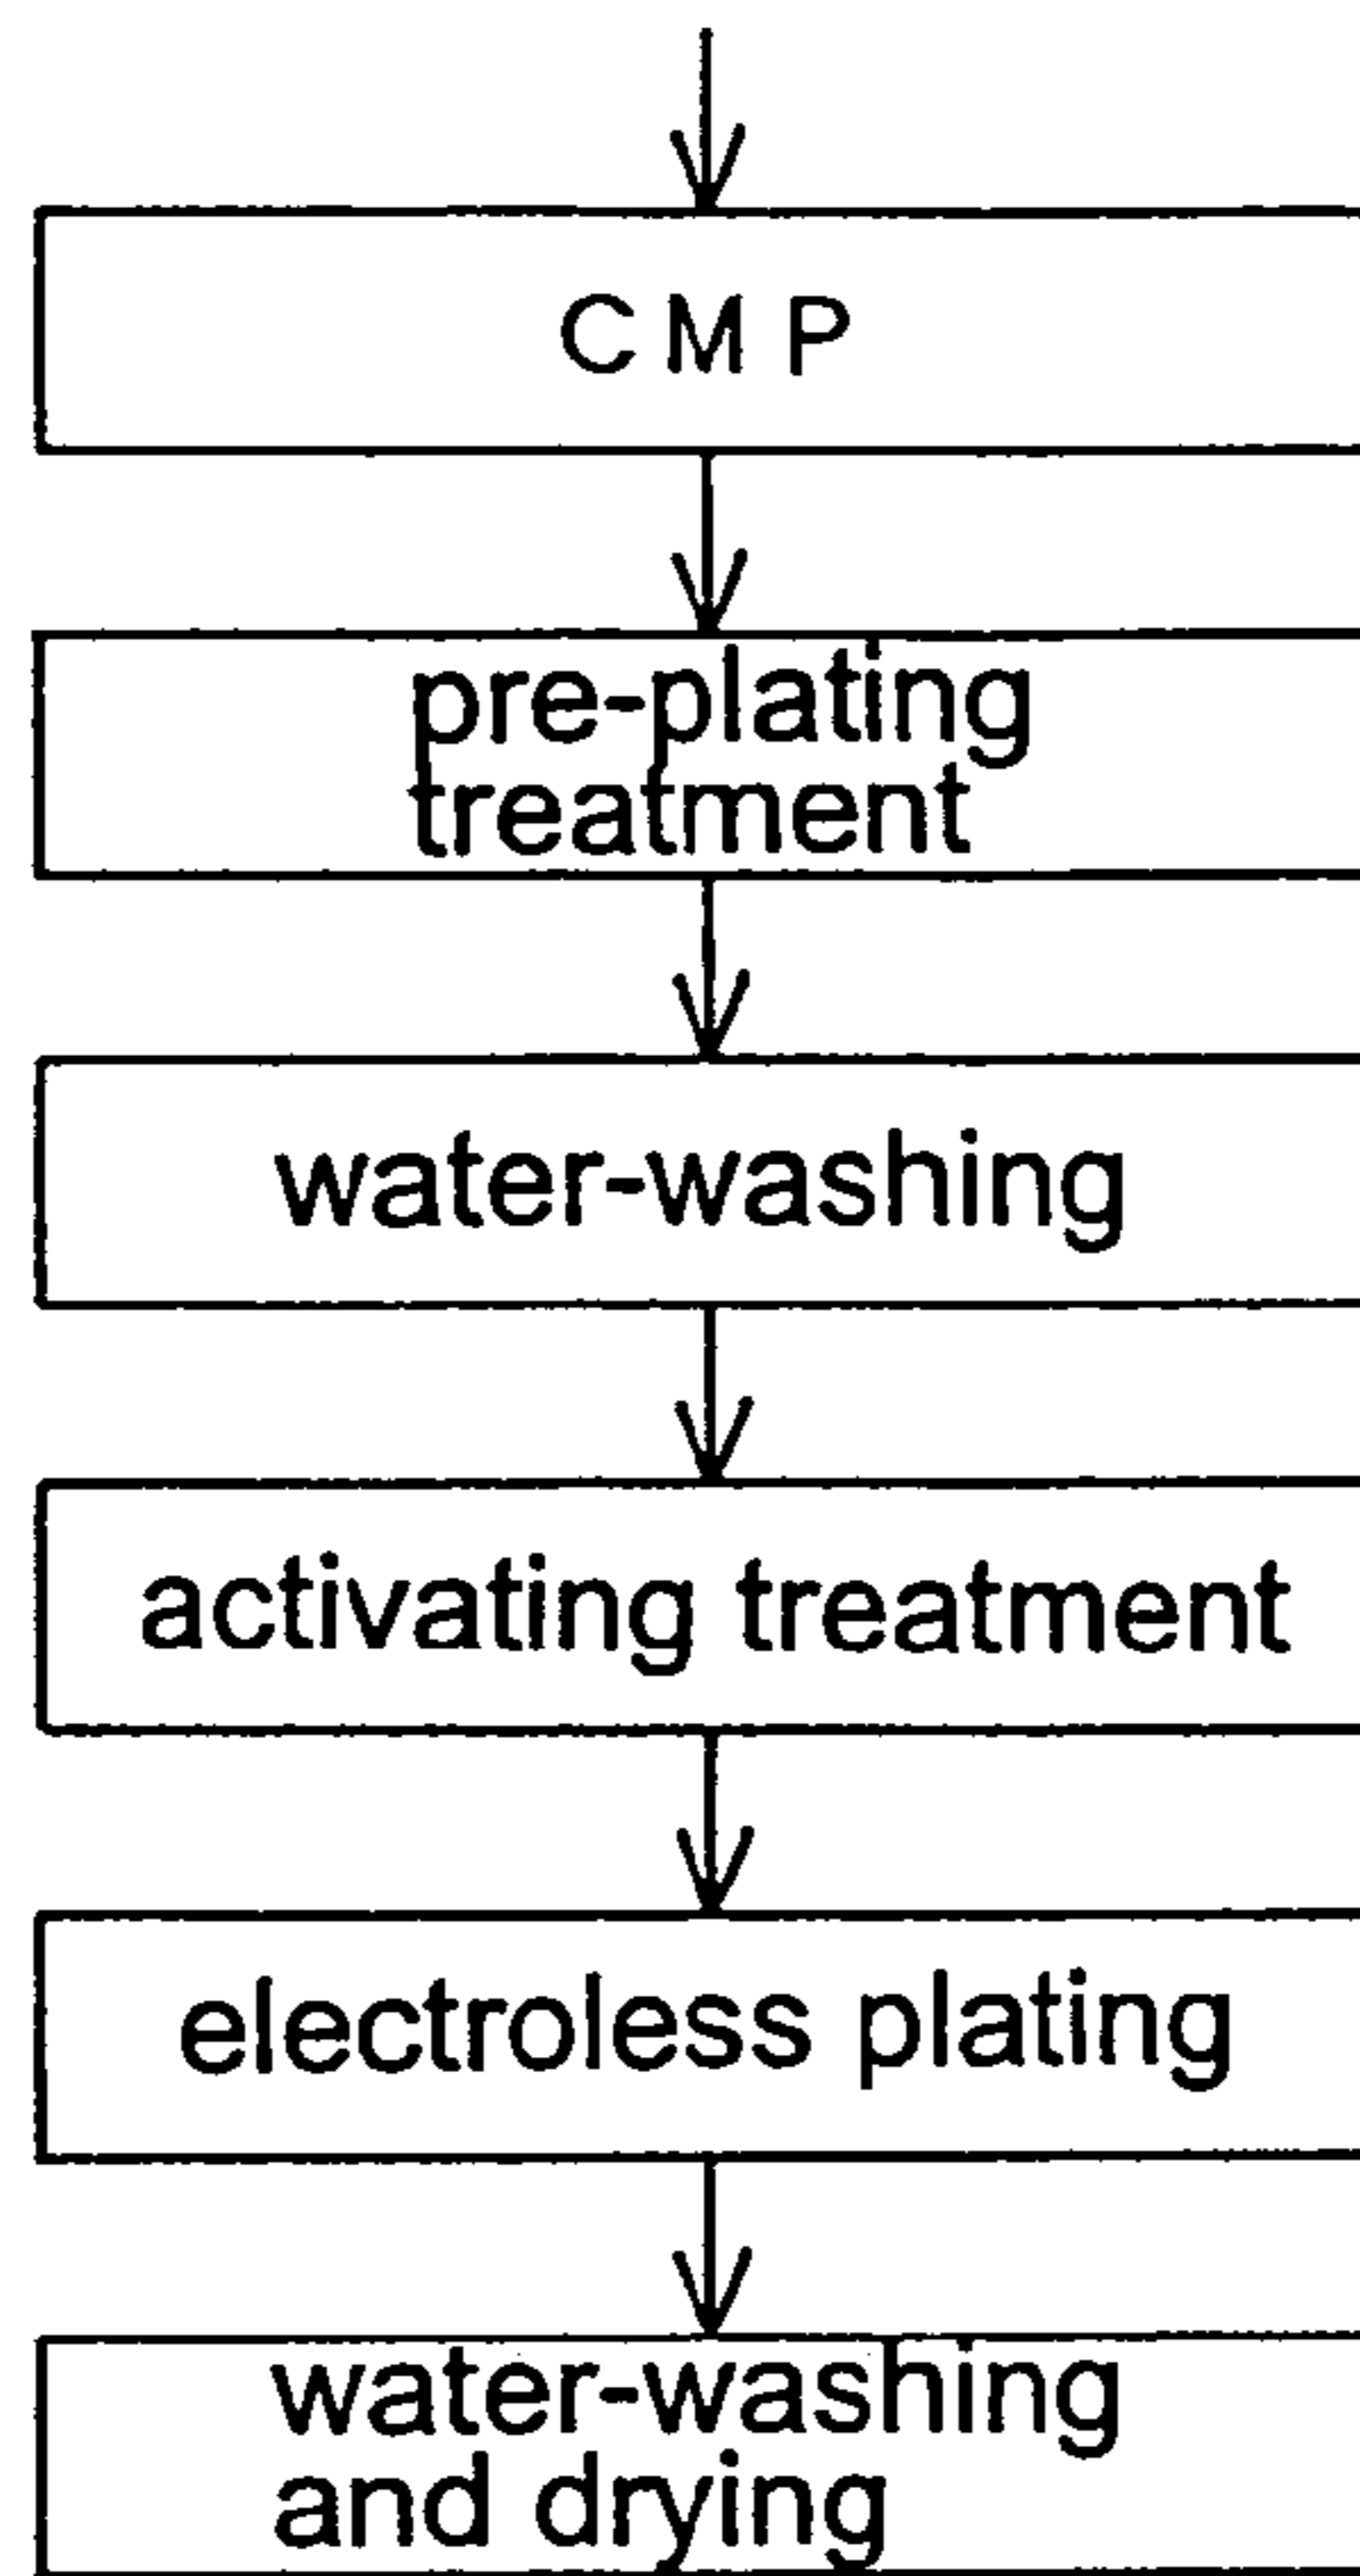 CMP
pre-plating
treatment
water-washing
activating treatment
electroless plating
water-washing
and drying